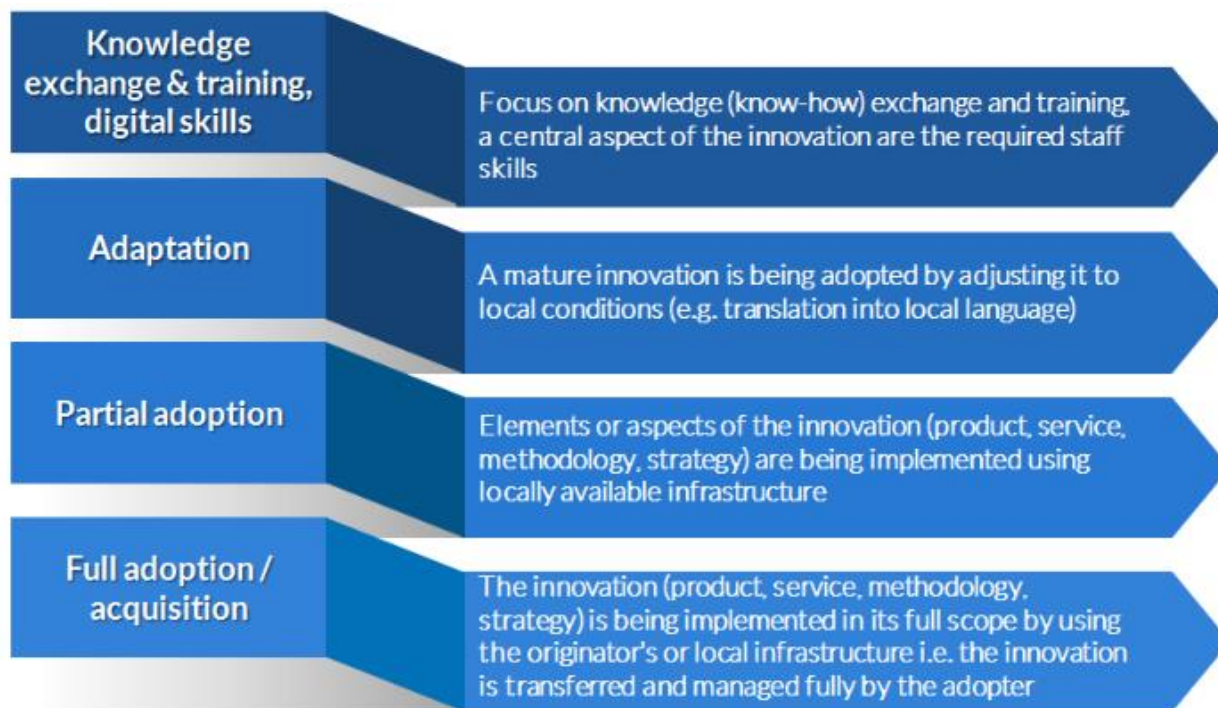 Knowledge
exchange & training,
digital skills
Focus on knowledge (know-how) exchange and training,
a central aspect of the innovation are the required staff
skills
Adaptation
A mature innovation is being adopted by adjusting it to
local conditions (e.g. translation into local language)
Partial adoption
Elements or aspects of the innovation (product, service,
methodology, strategy) are being implemented using
locally available infrastructure
Full adoption /
acquisition
The innovation (product, service, methodology,
strategy) is being implemented in its full scope by using
the originator's or local infrastructure i.e. the innovation
is transferred and managed fully by the adopter